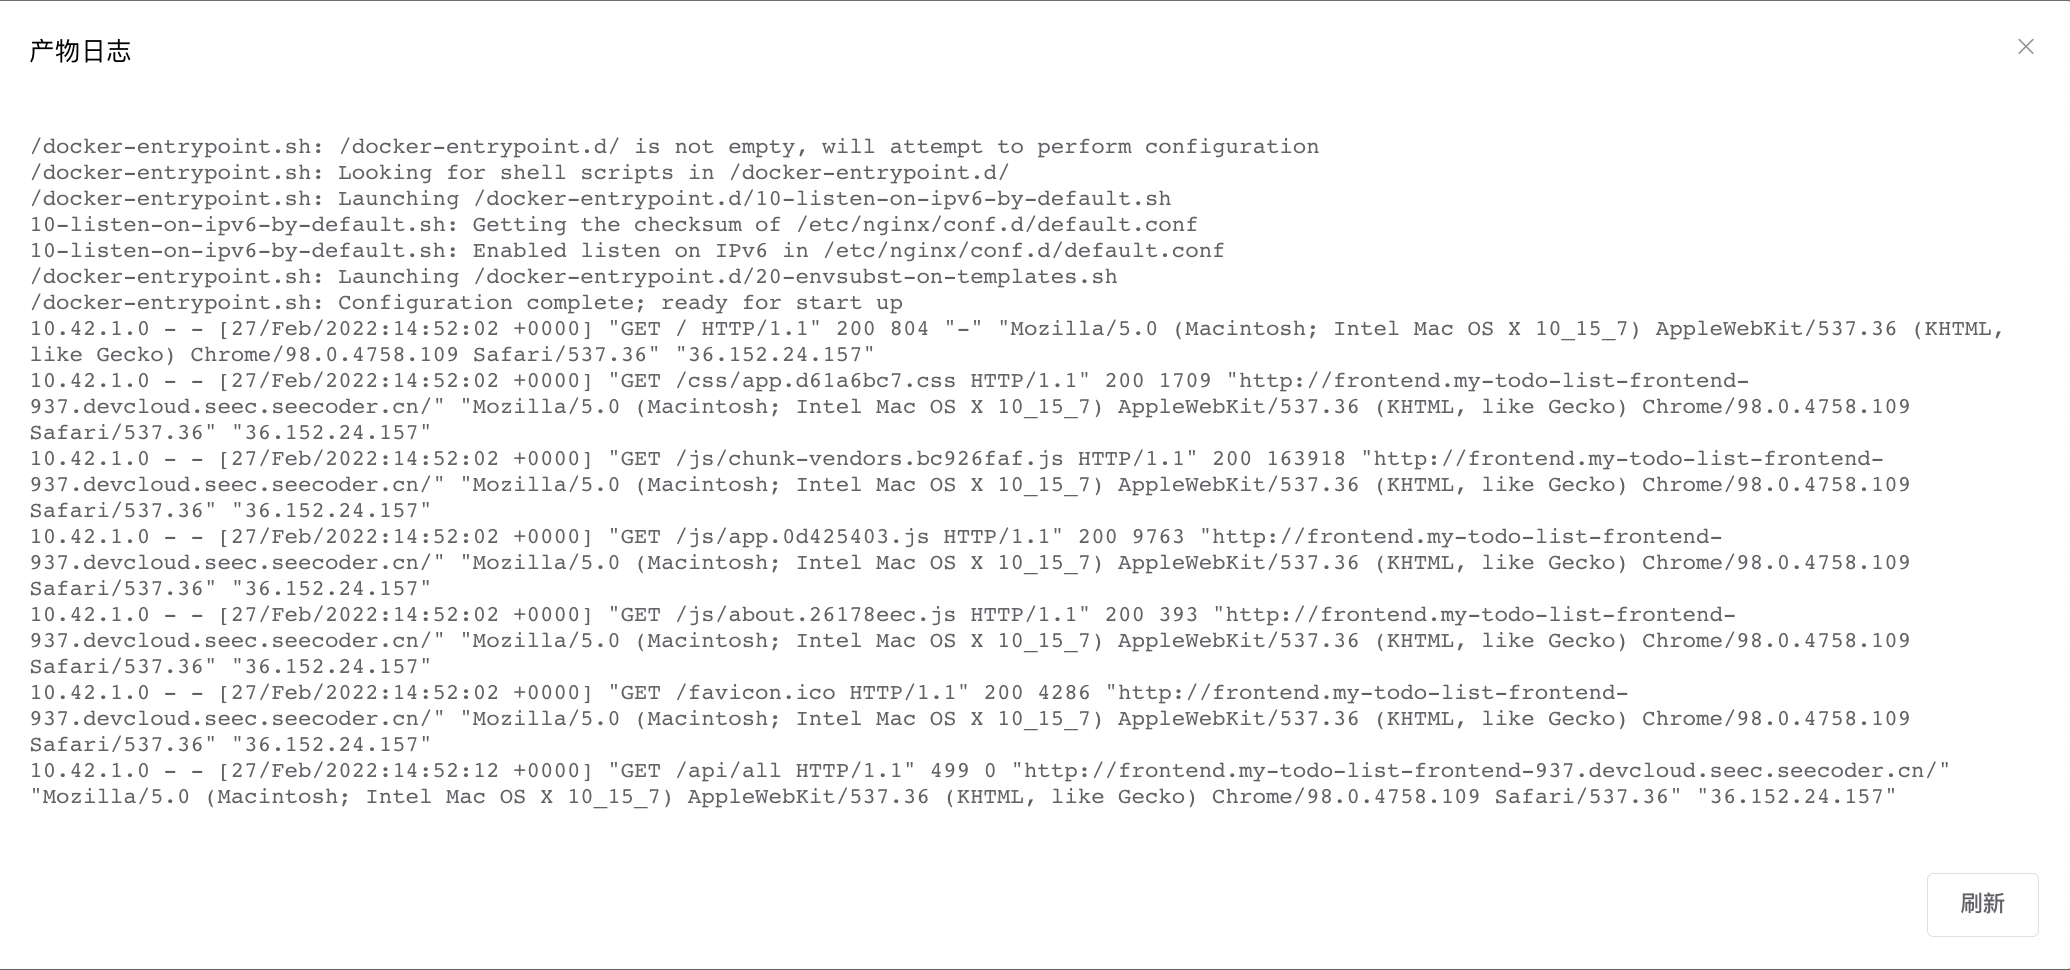 产物日志
/docker-entrypoint.sh: /docker-entrypoint.d/ is not empty, will attempt to perform configuration
/docker-entrypoint.sh: Looking for shell scripts in /docker-entrypoint.d/
/docker-entrypoint.sh: Launching /docker-entrypoint.d/10-listen-on-ipv6-by-default.sh
10-listen-on-ipv6-by-default.sh: Getting the checksum of /etc/nginx/conf.d/default.conf
10-listen-on-ipv6-by-default.sh: Enabled listen on IPv6 in /etc/nginx/conf.d/default.conf
/docker-entrypoint.sh: Launching /docker-entrypoint.d/20-envsubst-on-templates.sh
/docker-entrypoint.sh: Configuration complete; ready for start up
10.42.1.0 - - [27/Feb/2022:14:52:02 +0000] "GET / HTTP/1.1" 200 804 "-" "Mozilla/5.0 (Macintosh; Intel Mac OS X 10_15_7) AppleWebKit/537.36 (KHTML,
like Gecko) Chrome/98.0.4758.109 Safari/537.36" "36.152.24.157"
10.42.1.0 - - [27/Feb/2022:14:52:02 +0000] "GET /css/app.d61a6bc7.css HTTP/1.1" 200 1709 "http://frontend.my-todo-list-frontend-
937.devcloud.seec.seecoder.cn/" "Mozilla/5.0 (Macintosh; Intel Mac OS X 10_15_7) AppleWebKit/537.36 (KHTML, like Gecko) Chrome/98.0.4758.109
Safari/537.36" "36.152.24.157"
10.42.1.0 - - [27/Feb/2022:14:52:02 +0000] "GET /js/chunk-vendors.bc926faf.js HTTP/1.1" 200 163918 "http://frontend.my-todo-list-frontend-
937.devcloud.seec.seecoder.cn/" "Mozilla/5.0 (Macintosh; Intel Mac OS X 10_15_7) AppleWebKit/537.36 (KHTML, like Gecko) Chrome/98.0.4758.109
Safari/537.36" "36.152.24.157"
10.42.1.0 - - [27/Feb/2022:14:52:02 +0000] "GET /js/app.0d425403.js HTTP/1.1" 200 9763 "http://frontend.my-todo-list-frontend-
937.devcloud.seec.seecoder.cn/" "Mozilla/5.0 (Macintosh; Intel Mac OS X 10_15_7) AppleWebKit/537.36 (KHTML, like Gecko) Chrome/98.0.4758.109
Safari/537.36" "36.152.24.157"
10.42.1.0 - - [27/Feb/2022:14:52:02 +0000] "GET /js/about.26178eec.js HTTP/1.1" 200 393 "http://frontend.my-todo-list-frontend-
937.devcloud.seec.seecoder.cn/" "Mozilla/5.0 (Macintosh; Intel Mac OS X 10_15_7) AppleWebKit/537.36 (KHTML, like Gecko) Chrome/98.0.4758.109
Safari/537.36" "36.152.24.157"
10.42.1.0 - - [27/Feb/2022:14:52:02 +0000] "GET /favicon.ico HTTP/1.1" 200 4286 "http://frontend.my-todo-list-frontend-
937.devcloud.seec.seecoder.cn/" "Mozilla/5.0 (Macintosh; Intel Mac OS X 10_15_7) AppleWebKit/537.36 (KHTML, like Gecko) Chrome/98.0.4758.109
Safari/537.36" "36.152.24.157"
10.42.1.0 - - [27/Feb/2022:14:52:12 +0000] "GET /api/all HTTP/1.1" 499 0 "http://frontend.my-todo-list-frontend-937.devcloud.seec.seecoder.cn/"
"Mozilla/5.0 (Macintosh; Intel Mac OS X 10_15_7) AppleWebKit/537.36 (KHTML, like Gecko) Chrome/98.0.4758.109 Safari/537.36" "36.152.24.157"
刷新